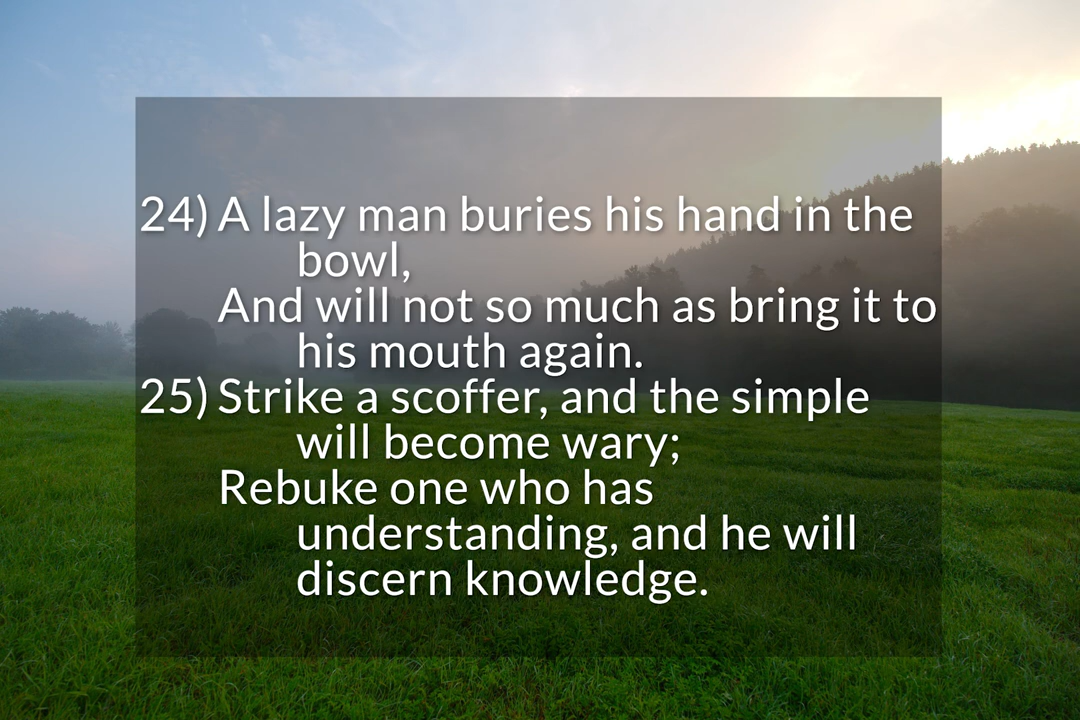 24) A lazy man buries his hand in the
bowl,
And will not so much as bring it to
his mouth again.
25) Strike a scoffer, and the simple
will become wary;
Rebuke one who has
understanding, and he will
discern knowledge.